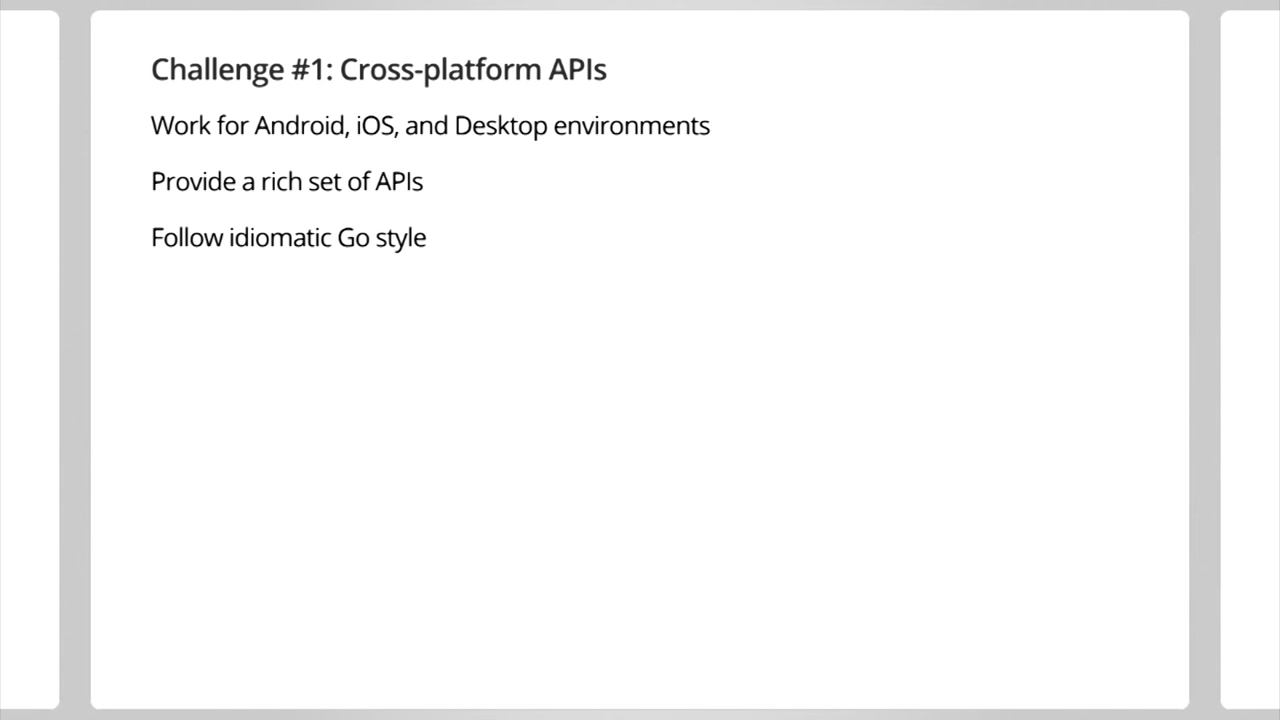 Challenge #1: Cross-platform APIs
Work for Android, iOS, and Desktop environments
Provide a rich set of APIs
Follow idiomatic Go style